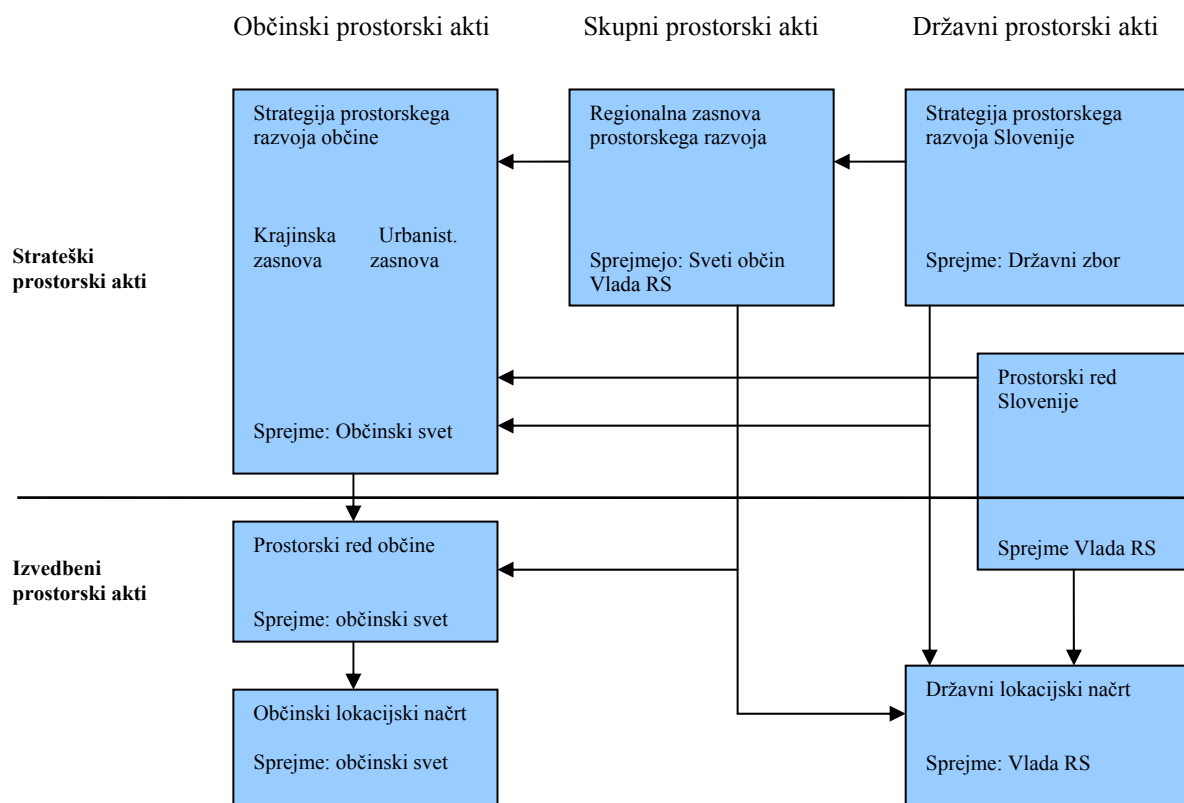 Občinski prostorski akti
Skupni prostorski akti
Državni prostorski akti
Strateški
prostorski akti
Strategija prostorskega
razvoja občine
Krajinska Urbanist.
zasnova zasnova
Sprejme: Občinski svet
Regionalna zasnova
prostorskega razvoja
Sprejmejo: Sveti občin
Vlada RS
Strategija prostorskega
razvoja Slovenije
Sprejme: Državni zbor
Prostorski red
Slovenije
Sprejme Vlada RS
Izvedbeni
prostorski akti
Prostorski red občine
Sprejme: občinski svet
Občinski lokacijski načrt
Sprejme: občinski svet
Državni lokacijski načrt
Sprejme: Vlada RS